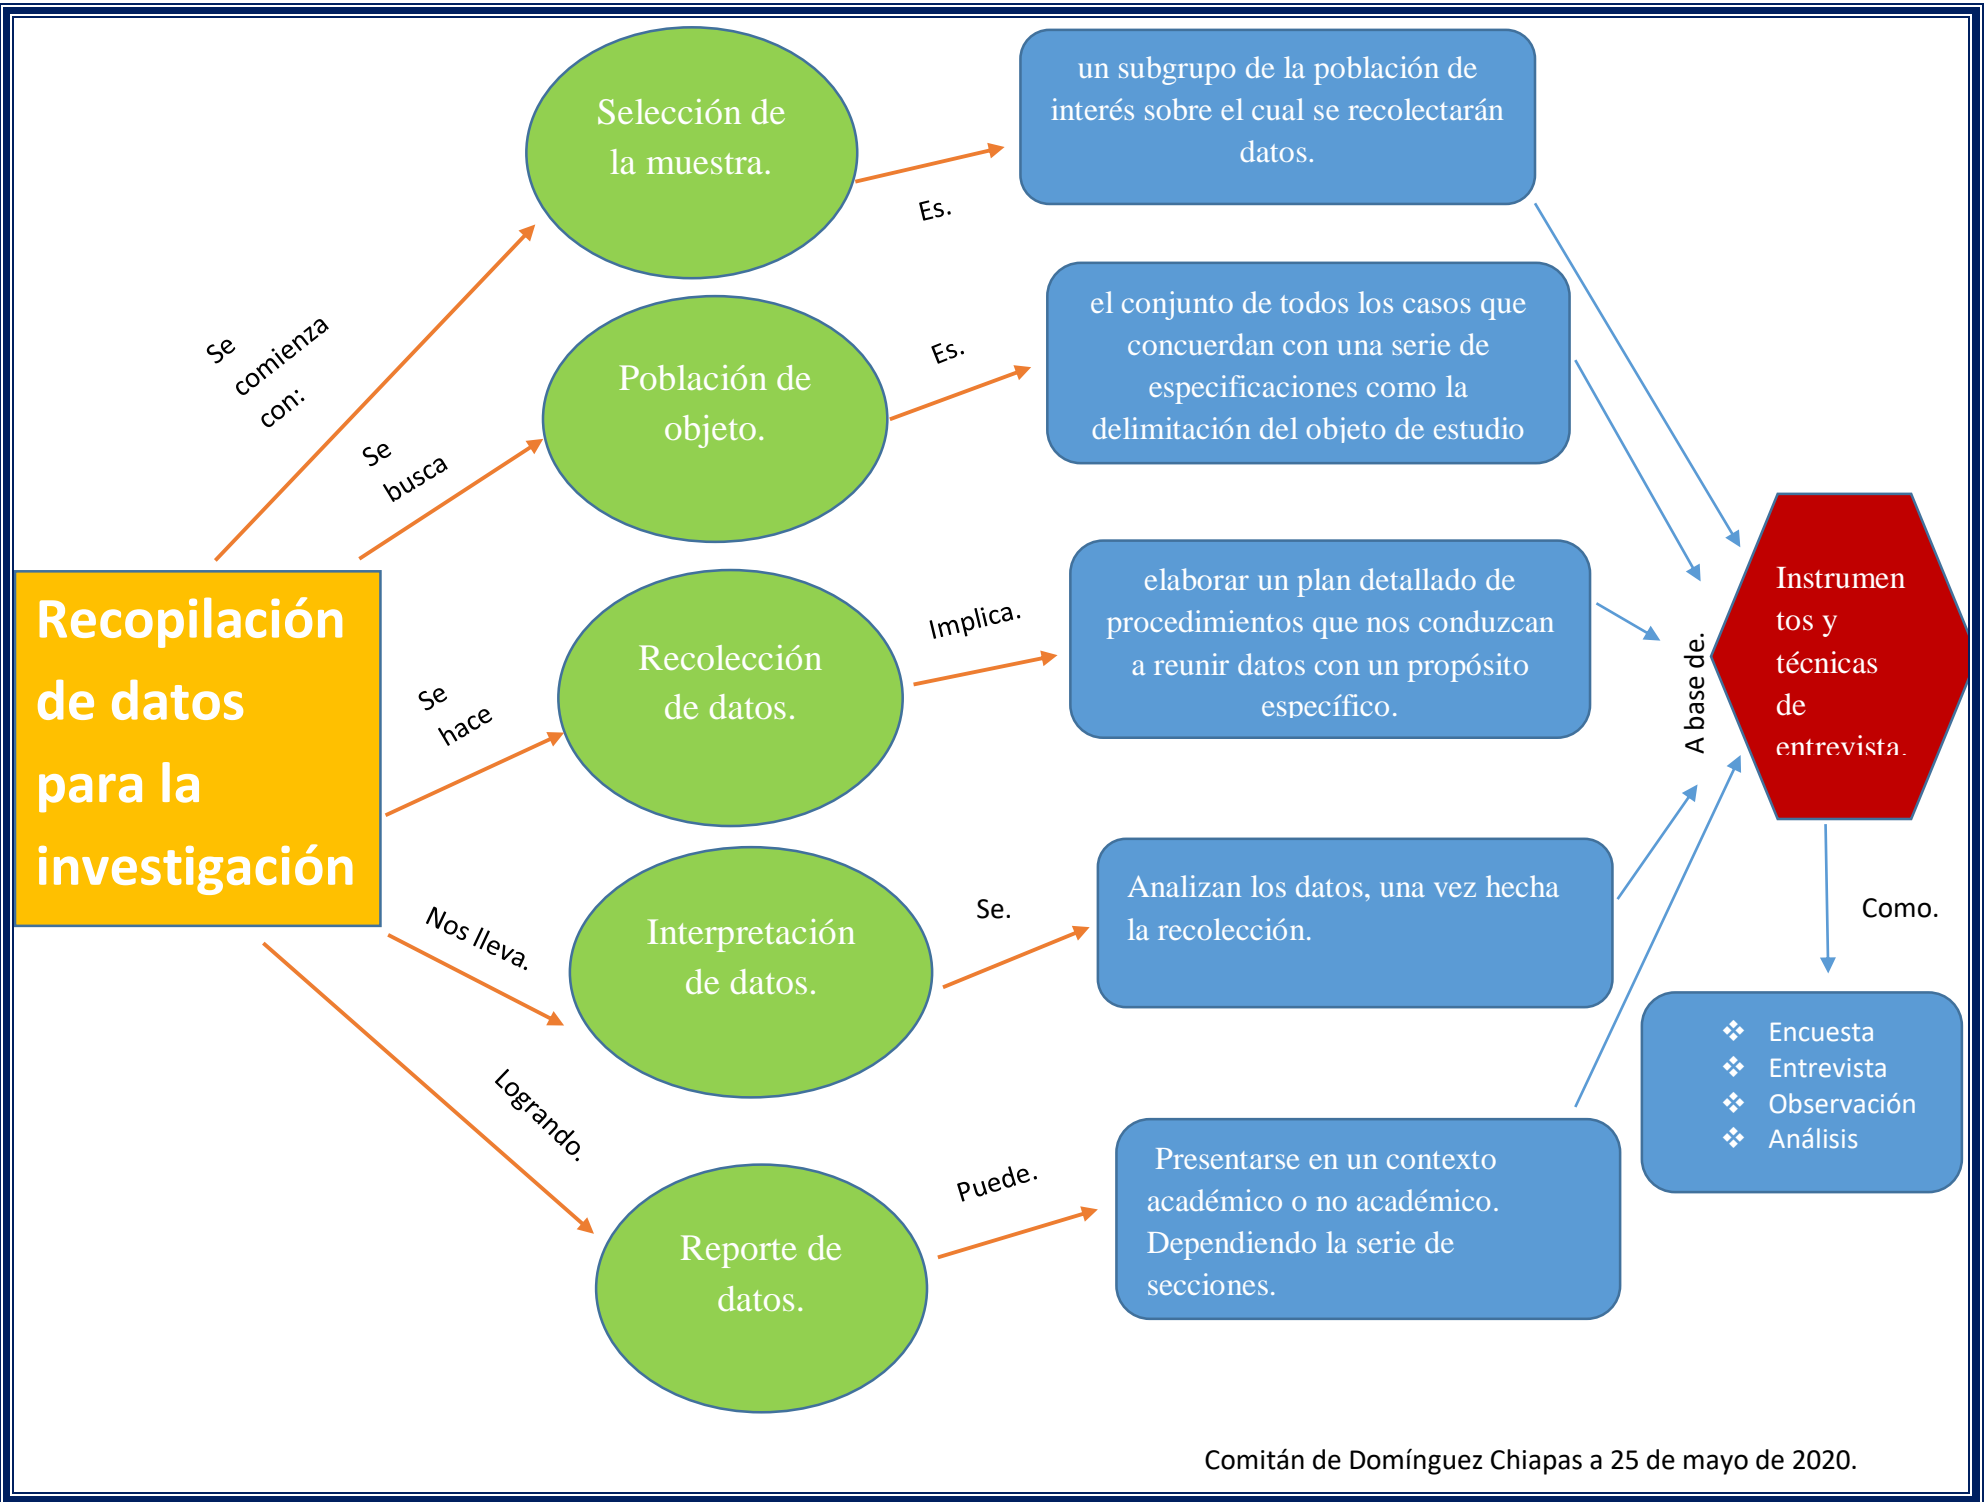 Recopilación
de datos
para la
investigación
Se
comienza
con:
Selección de
la muestra.
Es.
un subgrupo de la población de
interés sobre el cual se recolectarán
datos.
Se
busca
Población de
objeto.
Es.
el conjunto de todos los casos que
concuerdan con una serie de
especificaciones como la
delimitación del objeto de estudio
Se
hace
Recolección
de datos.
Implica.
elaborar un plan detallado de
procedimientos que nos conduzcan
a reunir datos con un propósito
específico.
Nos lleva.
Interpretación
de datos.
Se.
Analizan los datos, una vez hecha
la recolección.
Logrando.
Reporte de
datos.
Puede.
Presentarse en un contexto
académico o no académico.
Dependiendo la serie de
secciones.
A base de.
Instrumen
tos y
técnicas
de
entrevista.
Como.
❖ Encuesta
❖ Entrevista
❖ Observación
❖ Análisis
Comitán de Domínguez Chiapas a 25 de mayo de 2020.